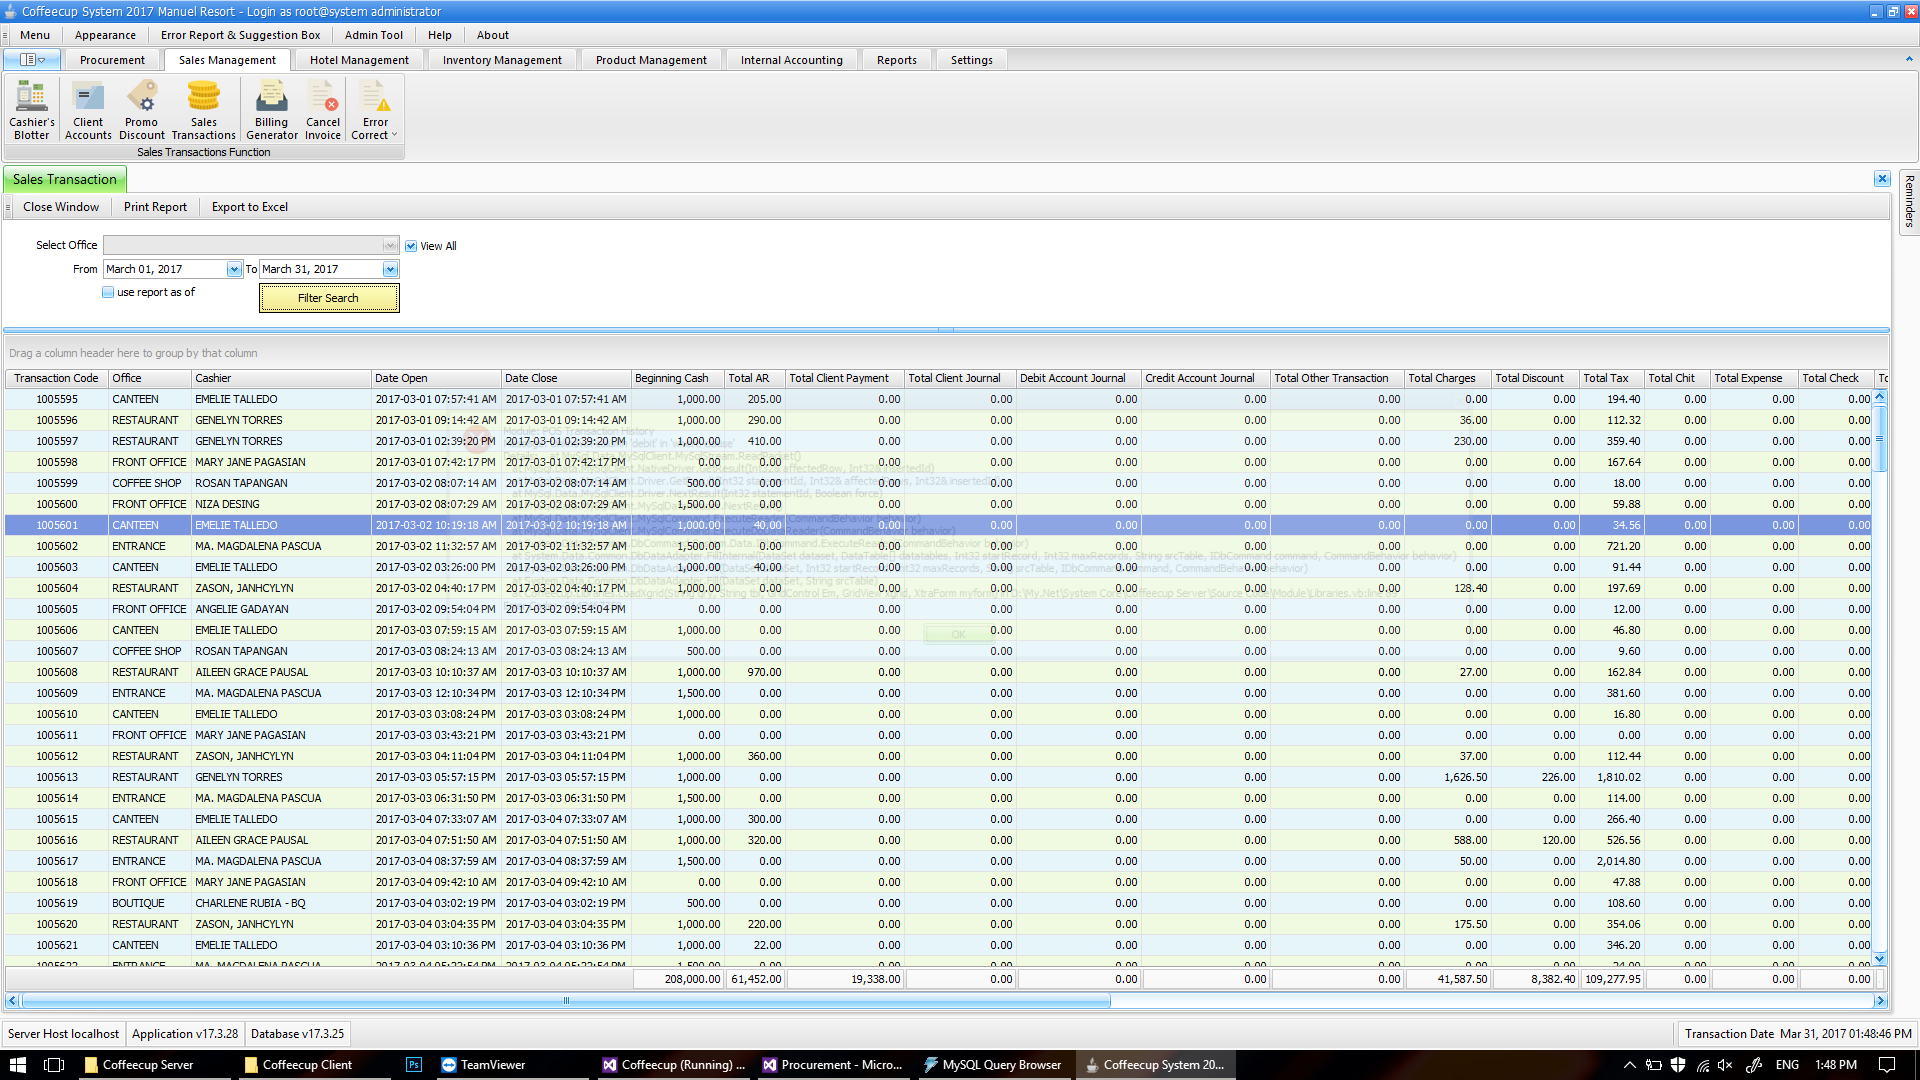 Coffeecup System 2017 Manuel Resort - Login as root@system administrator
Menu Appearance Error Report & Suggestion Box Admin Tool Help About
Procurement Sales Management Hotel Management Inventory Management Product Management Internal Accounting Reports Settings
Cashier's Blotter Client Accounts Promo Discount Sales Transactions Billing Generator Cancel Invoice Error Correct
Sales Transactions Function
Sales Transaction
Reminders
Close Window Print Report Export to Excel
Select Office View All
From March 01, 2017 To March 31, 2017
use report as of Filter Search
Drag a column header here to group by that column
Transaction Code Office Cashier Date Open Date Close Beginning Cash Total AR Total Client Payment Total Client Journal Debit Account Journal Credit Account Journal Total Other Transaction Total Charges Total Discount Total Tax Total Chit Total Expense Total Check To
1005595 CANTEEN EMELIE TALLEDO 2017-03-01 07:57:41 AM 2017-03-01 07:57:41 AM 1,000.00 205.00 0.00 0.00 0.00 0.00 0.00 0.00 0.00 194.40 0.00 0.00 0.00
1005596 RESTAURANT GENELYN TORRES 2017-03-01 09:14:42 AM 2017-03-01 09:14:42 AM 1,000.00 290.00 0.00 0.00 0.00 0.00 0.00 36.00 0.00 112.32 0.00 0.00 0.00
1005597 RESTAURANT GENELYN TORRES 2017-03-01 02:39:20 PM 2017-03-01 02:39:20 PM 1,000.00 410.00 0.00 0.00 0.00 0.00 0.00 230.00 0.00 359.40 0.00 0.00 0.00
1005598 FRONT OFFICE MARY JANE PAGASIAN 2017-03-01 07:42:17 PM 2017-03-01 07:42:17 PM 0.00 0.00 0.00 0.00 0.00 0.00 0.00 0.00 0.00 167.64 0.00 0.00 0.00
1005599 COFFEE SHOP ROSAN TAPANGAN 2017-03-02 08:07:14 AM 2017-03-02 08:07:14 AM 500.00 0.00 0.00 0.00 0.00 0.00 0.00 0.00 0.00 18.00 0.00 0.00 0.00
1005600 FRONT OFFICE NIZA DESING 2017-03-02 08:07:29 AM 2017-03-02 08:07:29 AM 1,500.00 0.00 0.00 0.00 0.00 0.00 0.00 0.00 0.00 59.88 0.00 0.00 0.00
1005601 CANTEEN EMELIE TALLEDO 2017-03-02 10:19:18 AM 2017-03-02 10:19:18 AM 1,000.00 40.00 0.00 0.00 0.00 0.00 0.00 0.00 0.00 34.56 0.00 0.00 0.00
1005602 ENTRANCE MA. MAGDALENA PASCUA 2017-03-02 11:32:57 AM 2017-03-02 11:32:57 AM 1,500.00 0.00 0.00 0.00 0.00 0.00 0.00 0.00 0.00 721.20 0.00 0.00 0.00
1005603 CANTEEN EMELIE TALLEDO 2017-03-02 03:26:00 PM 2017-03-02 03:26:00 PM 1,000.00 40.00 0.00 0.00 0.00 0.00 0.00 0.00 0.00 91.44 0.00 0.00 0.00
1005604 RESTAURANT ZASON, JANHCYLYN 2017-03-02 04:40:17 PM 2017-03-02 04:40:17 PM 1,000.00 0.00 0.00 0.00 0.00 0.00 0.00 128.40 0.00 197.69 0.00 0.00 0.00
1005605 FRONT OFFICE ANGELIE GADAYAN 2017-03-02 09:54:04 PM 2017-03-02 09:54:04 PM 0.00 0.00 0.00 0.00 0.00 0.00 0.00 0.00 0.00 12.00 0.00 0.00 0.00
1005606 CANTEEN EMELIE TALLEDO 2017-03-03 07:59:15 AM 2017-03-03 07:59:15 AM 1,000.00 0.00 0.00 0.00 0.00 0.00 0.00 0.00 0.00 46.80 0.00 0.00 0.00
1005607 COFFEE SHOP ROSAN TAPANGAN 2017-03-03 08:24:13 AM 2017-03-03 08:24:13 AM 500.00 0.00 0.00 0.00 0.00 0.00 0.00 0.00 0.00 9.60 0.00 0.00 0.00
1005608 RESTAURANT AILEEN GRACE PAUSAL 2017-03-03 10:10:37 AM 2017-03-03 10:10:37 AM 1,000.00 970.00 0.00 0.00 0.00 0.00 0.00 27.00 0.00 162.84 0.00 0.00 0.00
1005609 ENTRANCE MA. MAGDALENA PASCUA 2017-03-03 12:10:34 PM 2017-03-03 12:10:34 PM 1,500.00 0.00 0.00 0.00 0.00 0.00 0.00 0.00 0.00 381.60 0.00 0.00 0.00
1005610 CANTEEN EMELIE TALLEDO 2017-03-03 03:08:24 PM 2017-03-03 03:08:24 PM 1,000.00 0.00 0.00 0.00 0.00 0.00 0.00 0.00 0.00 16.80 0.00 0.00 0.00
1005611 FRONT OFFICE MARY JANE PAGASIAN 2017-03-03 03:43:21 PM 2017-03-03 03:43:21 PM 0.00 0.00 0.00 0.00 0.00 0.00 0.00 0.00 0.00 0.00 0.00 0.00 0.00
1005612 RESTAURANT ZASON, JANHCYLYN 2017-03-03 04:11:04 PM 2017-03-03 04:11:04 PM 1,000.00 360.00 0.00 0.00 0.00 0.00 0.00 37.00 0.00 112.44 0.00 0.00 0.00
1005613 RESTAURANT GENELYN TORRES 2017-03-03 05:57:15 PM 2017-03-03 05:57:15 PM 1,000.00 0.00 0.00 0.00 0.00 0.00 0.00 1,626.50 226.00 1,810.02 0.00 0.00 0.00
1005614 ENTRANCE MA. MAGDALENA PASCUA 2017-03-03 06:31:50 PM 2017-03-03 06:31:50 PM 1,500.00 0.00 0.00 0.00 0.00 0.00 0.00 0.00 0.00 114.00 0.00 0.00 0.00
1005615 CANTEEN EMELIE TALLEDO 2017-03-04 07:33:07 AM 2017-03-04 07:33:07 AM 1,000.00 300.00 0.00 0.00 0.00 0.00 0.00 0.00 0.00 266.40 0.00 0.00 0.00
1005616 RESTAURANT AILEEN GRACE PAUSAL 2017-03-04 07:51:50 AM 2017-03-04 07:51:50 AM 1,000.00 320.00 0.00 0.00 0.00 0.00 0.00 588.00 120.00 526.56 0.00 0.00 0.00
1005617 ENTRANCE MA. MAGDALENA PASCUA 2017-03-04 08:37:59 AM 2017-03-04 08:37:59 AM 1,500.00 0.00 0.00 0.00 0.00 0.00 0.00 50.00 0.00 2,014.80 0.00 0.00 0.00
1005618 FRONT OFFICE MARY JANE PAGASIAN 2017-03-04 09:42:10 AM 2017-03-04 09:42:10 AM 0.00 0.00 0.00 0.00 0.00 0.00 0.00 0.00 0.00 47.88 0.00 0.00 0.00
1005619 BOUTIQUE CHARLENE RUBIA - BQ 2017-03-04 03:02:19 PM 2017-03-04 03:02:19 PM 500.00 0.00 0.00 0.00 0.00 0.00 0.00 0.00 0.00 108.60 0.00 0.00 0.00
1005620 RESTAURANT ZASON, JANHCYLYN 2017-03-04 03:04:35 PM 2017-03-04 03:04:35 PM 1,000.00 220.00 0.00 0.00 0.00 0.00 0.00 175.50 0.00 354.06 0.00 0.00 0.00
1005621 CANTEEN EMELIE TALLEDO 2017-03-04 03:10:36 PM 2017-03-04 03:10:36 PM 1,000.00 22.00 0.00 0.00 0.00 0.00 0.00 0.00 0.00 346.20 0.00 0.00 0.00
208,000.00 61,452.00 19,338.00 0.00 0.00 0.00 0.00 41,587.50 8,382.40 109,277.95 0.00 0.00 0.00
Server Host localhost Application v17.3.28 Database v17.3.25 Transaction Date Mar 31, 2017 01:48:46 PM
Coffeecup Server Coffeecup Client Ps TeamViewer Coffeecup (Running) ... Procurement - Micro... MySQL Query Browser Coffeecup System 20... ENG 1:48 PM